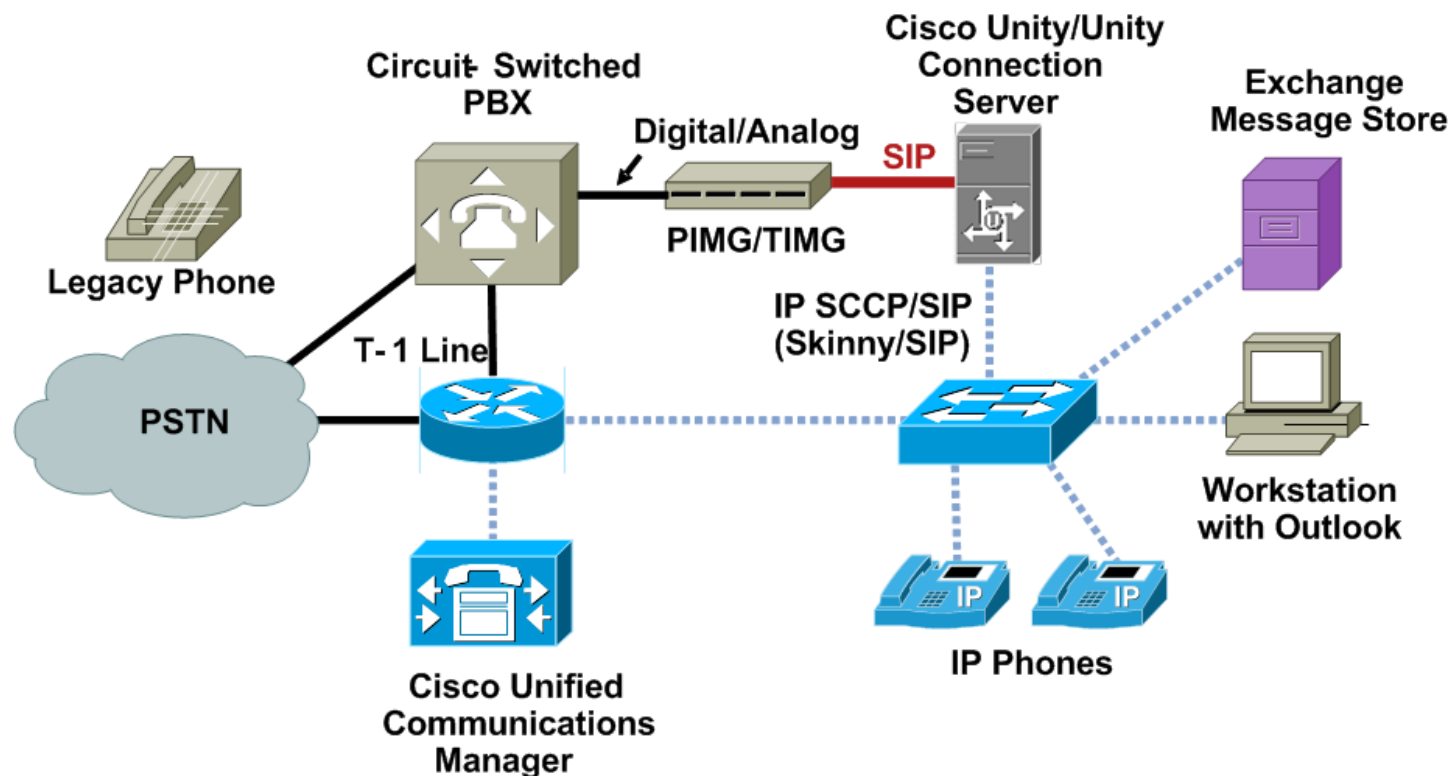 Cisco Unity/Unity
Connection
Server
Circuit- Switched
PBX
Exchange
Message Store
Digital/Analog
SIP
PIMG/TIMG
Legacy Phone
IP SCCP/SIP
(Skinny/SIP)
T-1 Line
PSTN
U
Workstation
with Outlook
IP
IP
IP Phones
Cisco Unified
Communications
Manager